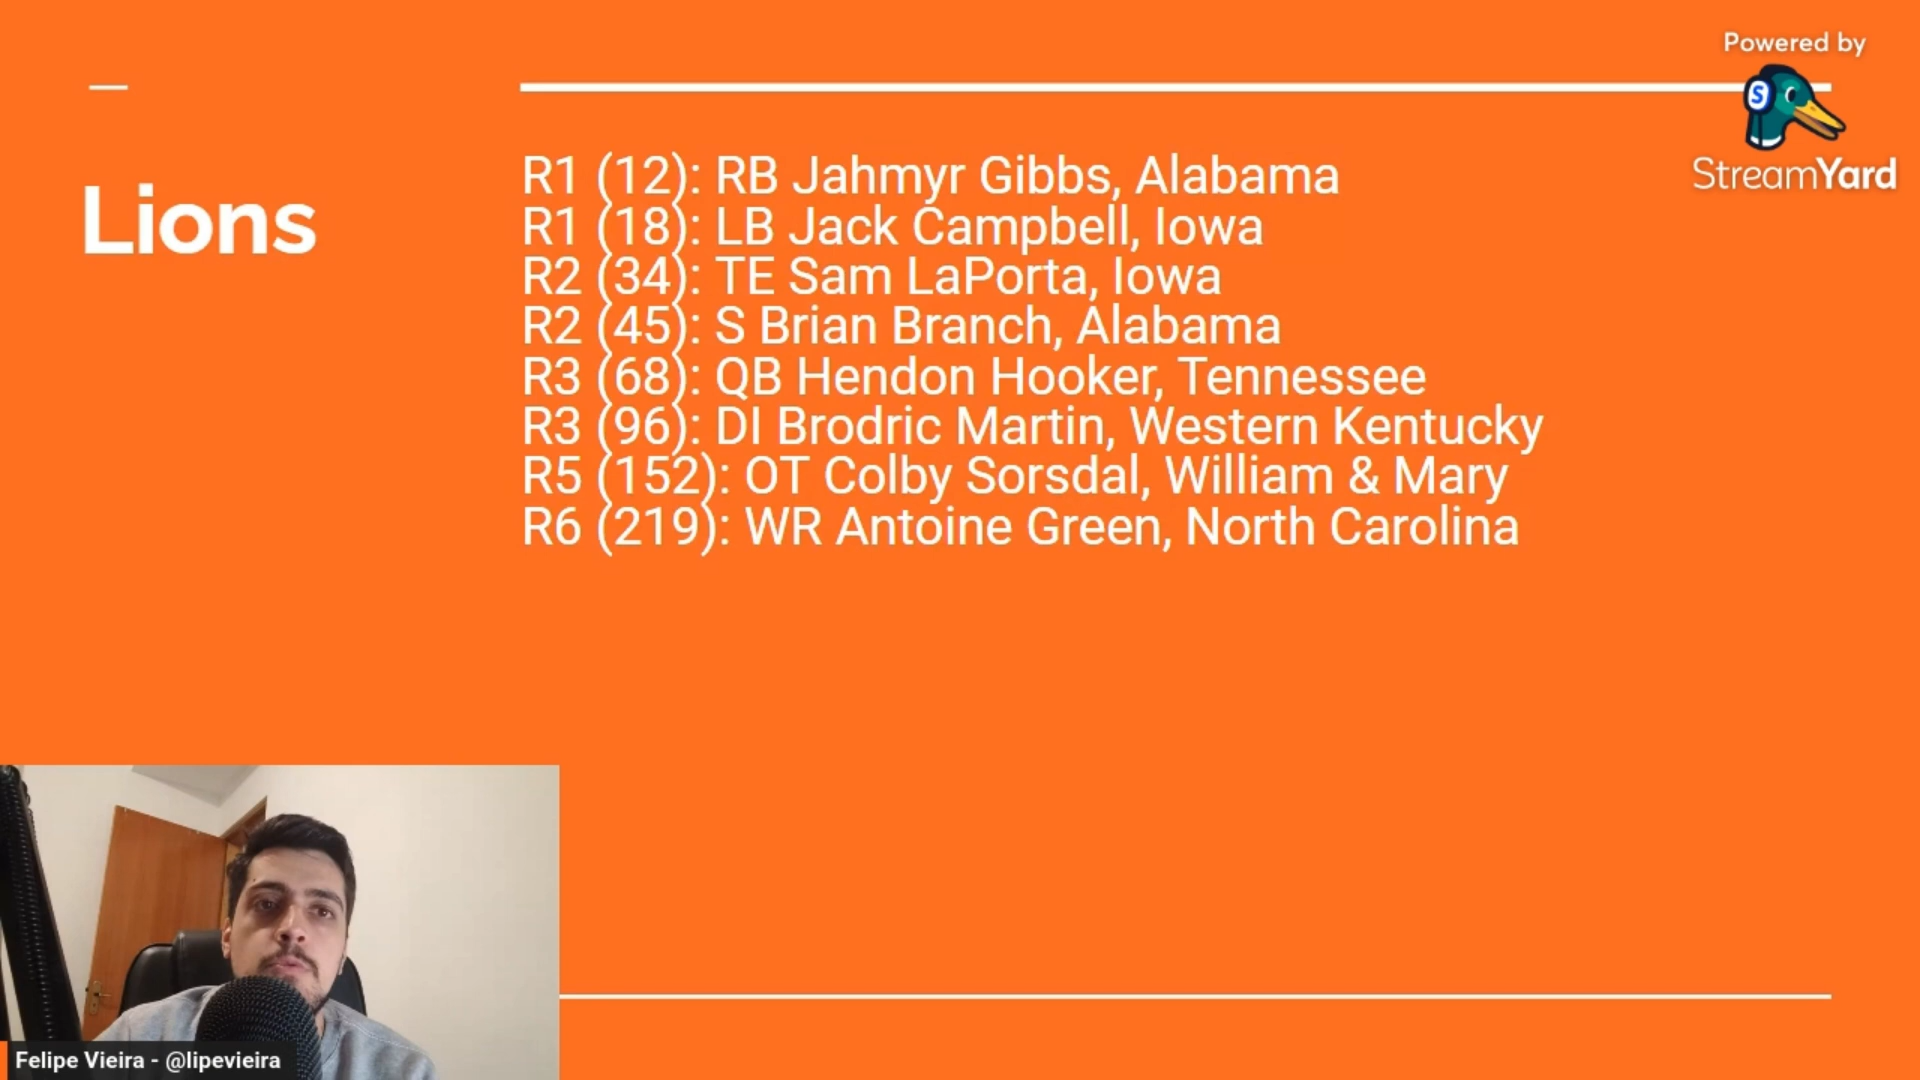 Powered by
StreamYard
Lions
R1 (12): RB Jahmyr Gibbs, Alabama
R1 (18): LB Jack Campbell, Iowa
R2 (34): TE Sam LaPorta, Iowa
R2 (45): S Brian Branch, Alabama
R3 (68): QB Hendon Hooker, Tennessee
R3 (96): DI Brodric Martin, Western Kentucky
R5 (152): OT Colby Sorsdal, William & Mary
R6 (219): WR Antoine Green, North Carolina
Felipe Vieira - @lipevieira